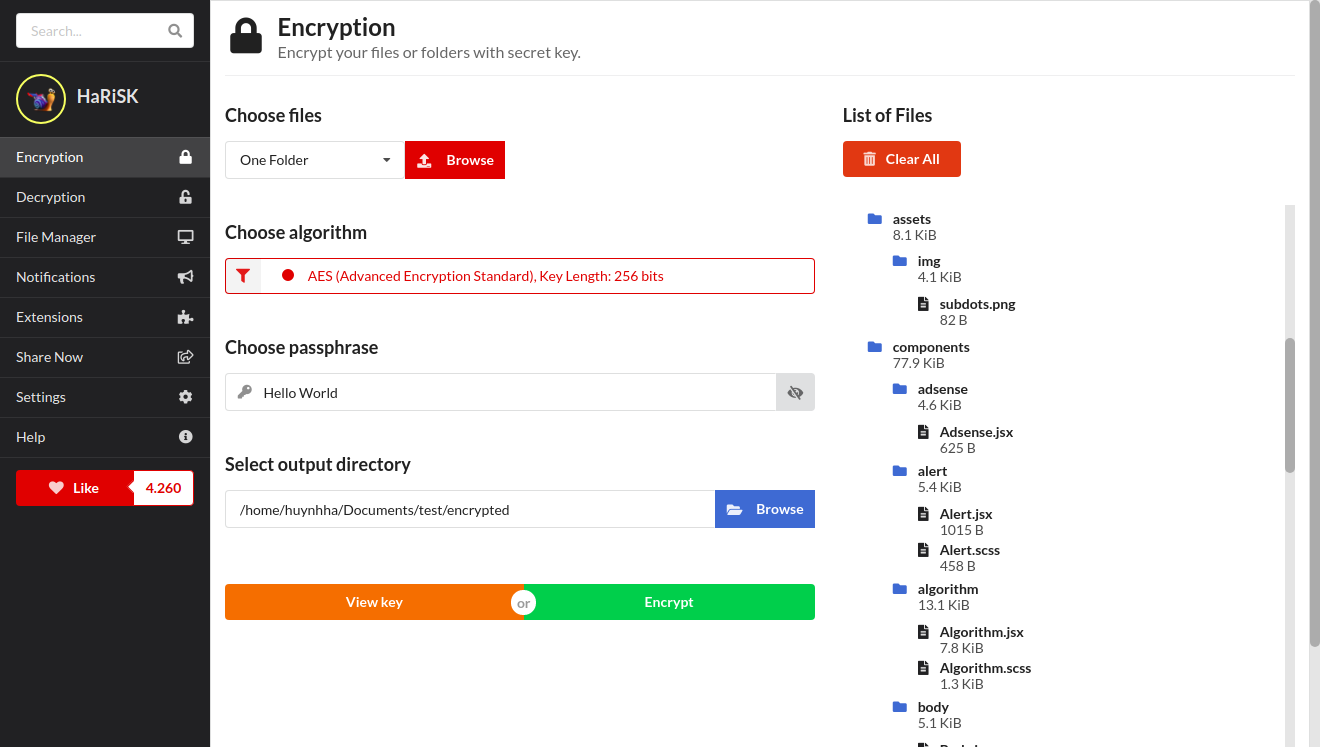 Search...
HaRiSK
Encryption
Decryption
File Manager
Notifications
Extensions
Share Now
Settings
Help
Like 4.260
Encryption
Encrypt your files or folders with secret key.
Choose files
One Folder Browse
Choose algorithm
AES (Advanced Encryption Standard), Key Length: 256 bits
Choose passphrase
Hello World
Select output directory
/home/huynhha/Documents/test/encrypted Browse
View key or Encrypt
List of Files
Clear All
assets
8.1 KiB
img
4.1 KiB
subdots.png
82 B
components
77.9 KiB
adsense
4.6 KiB
Adsense.jsx
625 B
alert
5.4 KiB
Alert.jsx
1015 B
Alert.scss
458 B
algorithm
13.1 KiB
Algorithm.jsx
7.8 KiB
Algorithm.scss
1.3 KiB
body
5.1 KiB